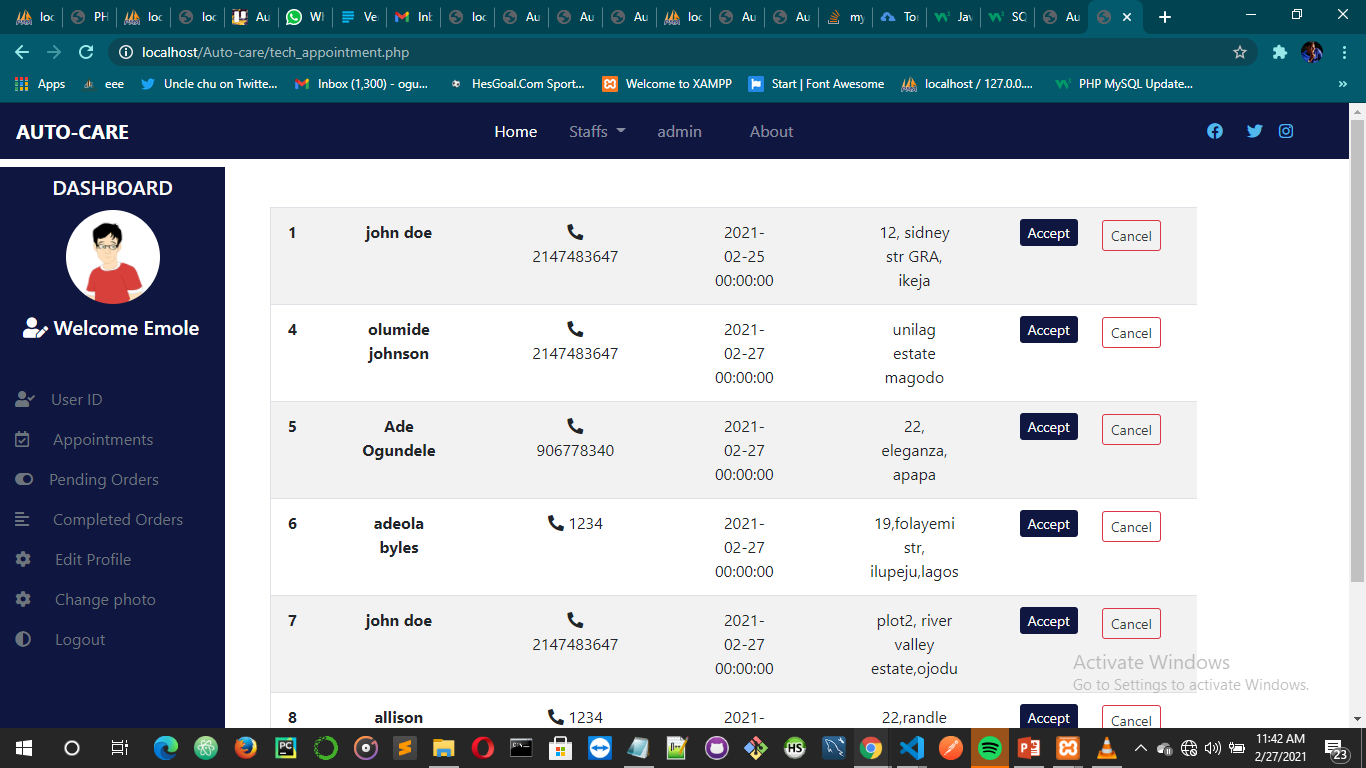 loc
PH
loc
loc
Au
Wh
Ve
Inb
loc
Au
Au
Au
loc
Au
Au
my
To
Jav
SQ
Au
localhost/Auto-care/tech_appointment.php
Apps
eee
Uncle chu on Twitte...
Inbox (1,300) - ogu...
HesGoal.Com Sport...
Welcome to XAMPP
Start | Font Awesome
localhost / 127.0.0....
PHP MySQL Update...
»
AUTO-CARE
Home
Staffs
admin
About
DASHBOARD
Welcome Emole
User ID
Appointments
Pending Orders
Completed Orders
Edit Profile
Change photo
Logout
1
john doe
2147483647
2021-
02-25
00:00:00
12, sidney
str GRA,
ikeja
Accept
Cancel
4
olumide
johnson
2147483647
2021-
02-27
00:00:00
unilag
estate
magodo
Accept
Cancel
5
Ade
Ogundele
906778340
2021-
02-27
00:00:00
22,
eleganza,
apapa
Accept
Cancel
6
adeola
byles
1234
2021-
02-27
00:00:00
19,folayemi
str,
ilupeju,lagos
Accept
Cancel
7
john doe
2147483647
2021-
02-27
00:00:00
plot2, river
valley
estate,ojodu
Accept
Cancel
8
allison
1234
2021-
22,randle
Accept
Cancel
Activate Windows
Go to Settings to activate Windows.
PC
HS
11:42 AM
2/27/2021
23